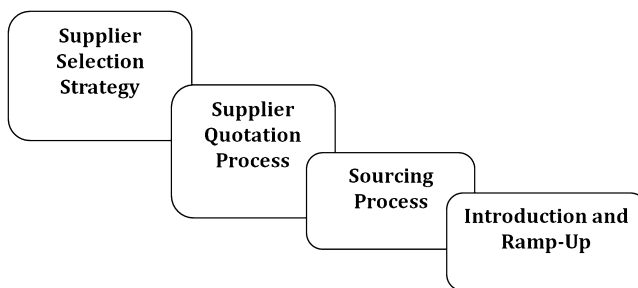 Supplier
Selection
Strategy
Supplier
Quotation
Process
Sourcing
Process
Introduction and
Ramp-Up